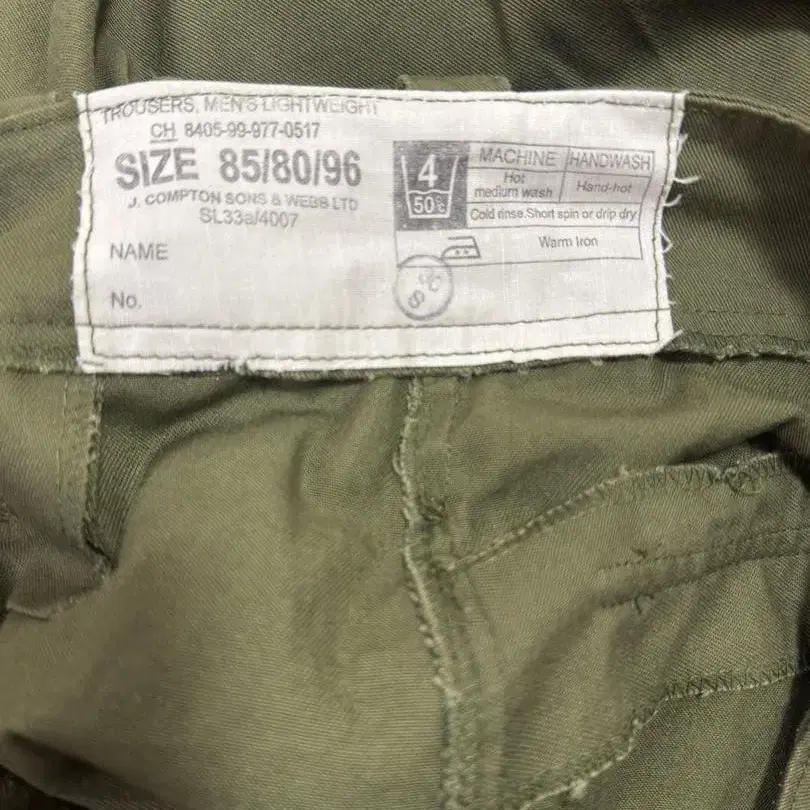 TROUSERS, MEN'S LIGHTWEIGHT
CH 8405-99-977-0517
SIZE 85/80/96
J. COMPTON SONS & WEBB LTD
SL33a/4007
NAME
No.
4
50°C
MACHINE HANDWASH
Hot medium wash
Hand-hot
Cold rinse.Short spin or drip dry
Warm Iron